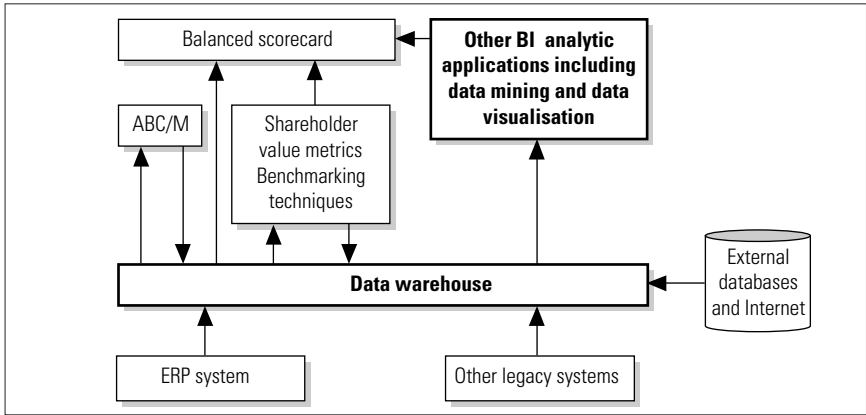 Balanced scorecard
Other BI analytic
applications including
data mining and data
visualisation
ABC/M
Shareholder
value metrics
Benchmarking
techniques
External
databases
and Internet
Data warehouse
ERP system
Other legacy systems